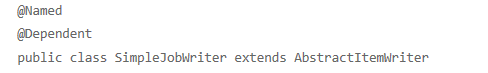 @Named
@Dependent
public class SimpleJobWriter extends AbstractItemWriter